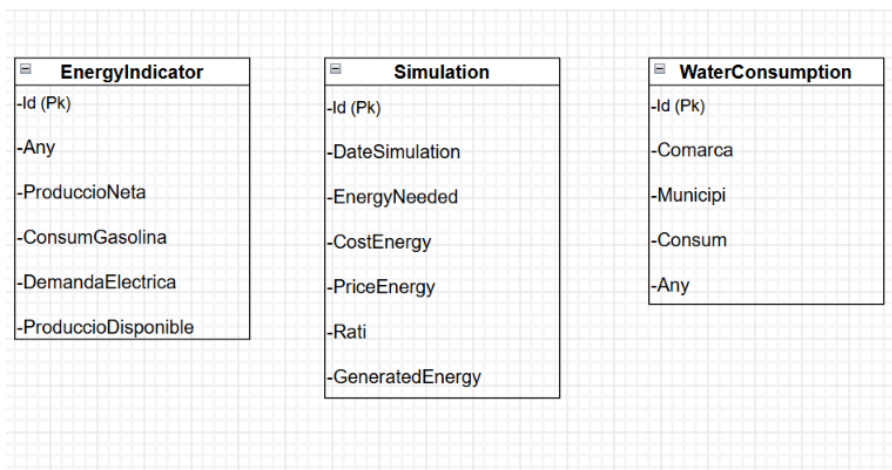 EnergyIndicator
-Id (Pk)
-Any
-ProduccioNeta
-ConsumGasolina
-DemandaElectrica
-ProduccioDisponible
Simulation
-Id (Pk)
-DateSimulation
-EnergyNeeded
-CostEnergy
-PriceEnergy
-Rati
-GeneratedEnergy
WaterConsumption
-Id (Pk)
-Comarca
-Municipi
-Consum
-Any